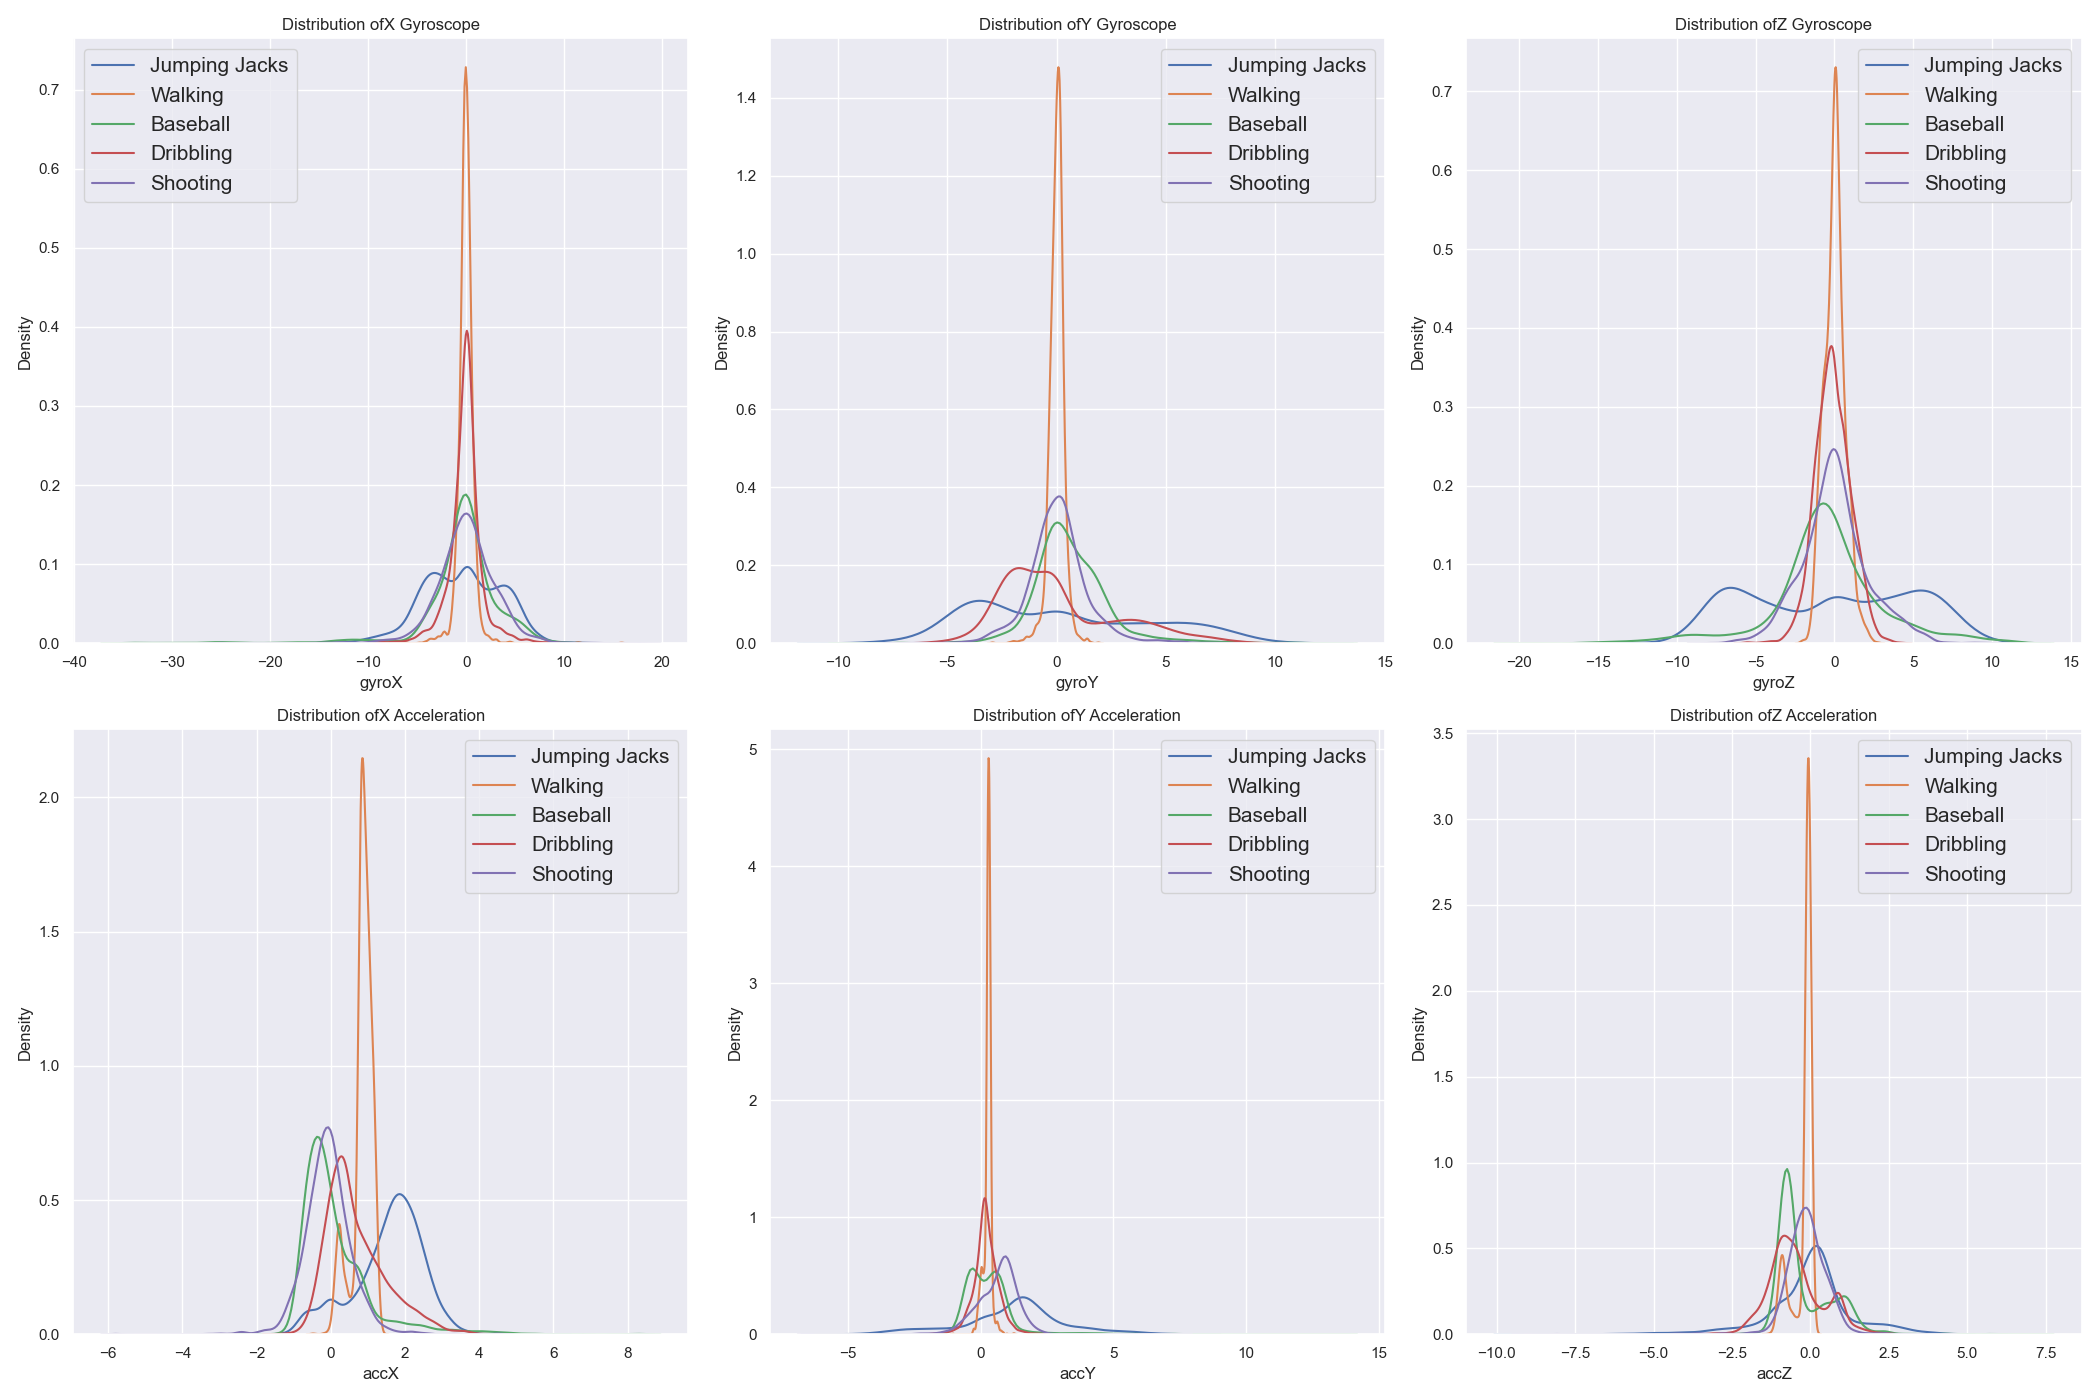 Distribution ofX Gyroscope
Jumping Jacks
Walking
Baseball
Dribbling
Shooting
Density
0.7
0.6
0.5
0.4
0.3
0.2
0.1
0.0
−40 −30 −20 −10 0 10 20
gyroX
Distribution ofY Gyroscope
Jumping Jacks
Walking
Baseball
Dribbling
Shooting
Density
1.4
1.2
1.0
0.8
0.6
0.4
0.2
0.0
−10 −5 0 5 10 15
gyroY
Distribution ofZ Gyroscope
Jumping Jacks
Walking
Baseball
Dribbling
Shooting
Density
0.7
0.6
0.5
0.4
0.3
0.2
0.1
0.0
−20 −15 −10 −5 0 5 10 15
gyroZ
Distribution ofX Acceleration
Jumping Jacks
Walking
Baseball
Dribbling
Shooting
Density
2.0
1.5
1.0
0.5
0.0
−6 −4 −2 0 2 4 6 8
accX
Distribution ofY Acceleration
Jumping Jacks
Walking
Baseball
Dribbling
Shooting
Density
5
4
3
2
1
0
−5 0 5 10 15
accY
Distribution ofZ Acceleration
Jumping Jacks
Walking
Baseball
Dribbling
Shooting
Density
3.5
3.0
2.5
2.0
1.5
1.0
0.5
0.0
−10.0 −7.5 −5.0 −2.5 0.0 2.5 5.0 7.5
accZ